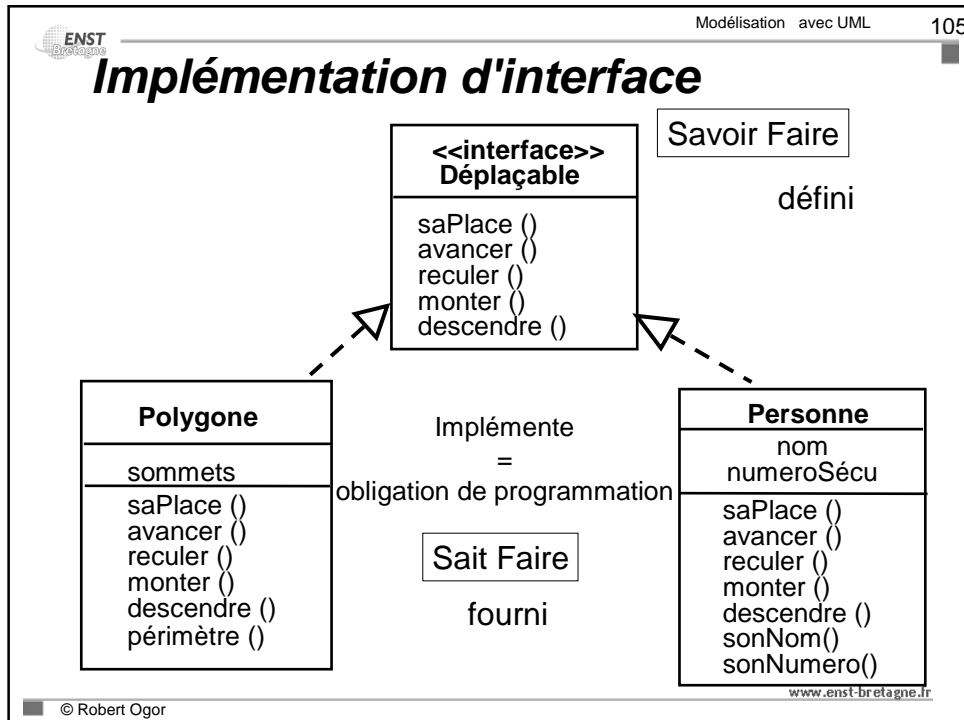 Modélisation avec UML
105
ENST
Bretagne
Implémentation d'interface
<<interface>>
Déplaçable
saPlace ()
avancer ()
reculer ()
monter ()
descendre ()
Savoir Faire
défini
Polygone
sommets
saPlace ()
avancer ()
reculer ()
monter ()
descendre ()
périmètre ()
Implémente
=
obligation de programmation
Sait Faire
fourni
Personne
nom
numeroSécu
saPlace ()
avancer ()
reculer ()
monter ()
descendre ()
sonNom()
sonNumero()
www.enst-bretagne.fr
© Robert Ogor